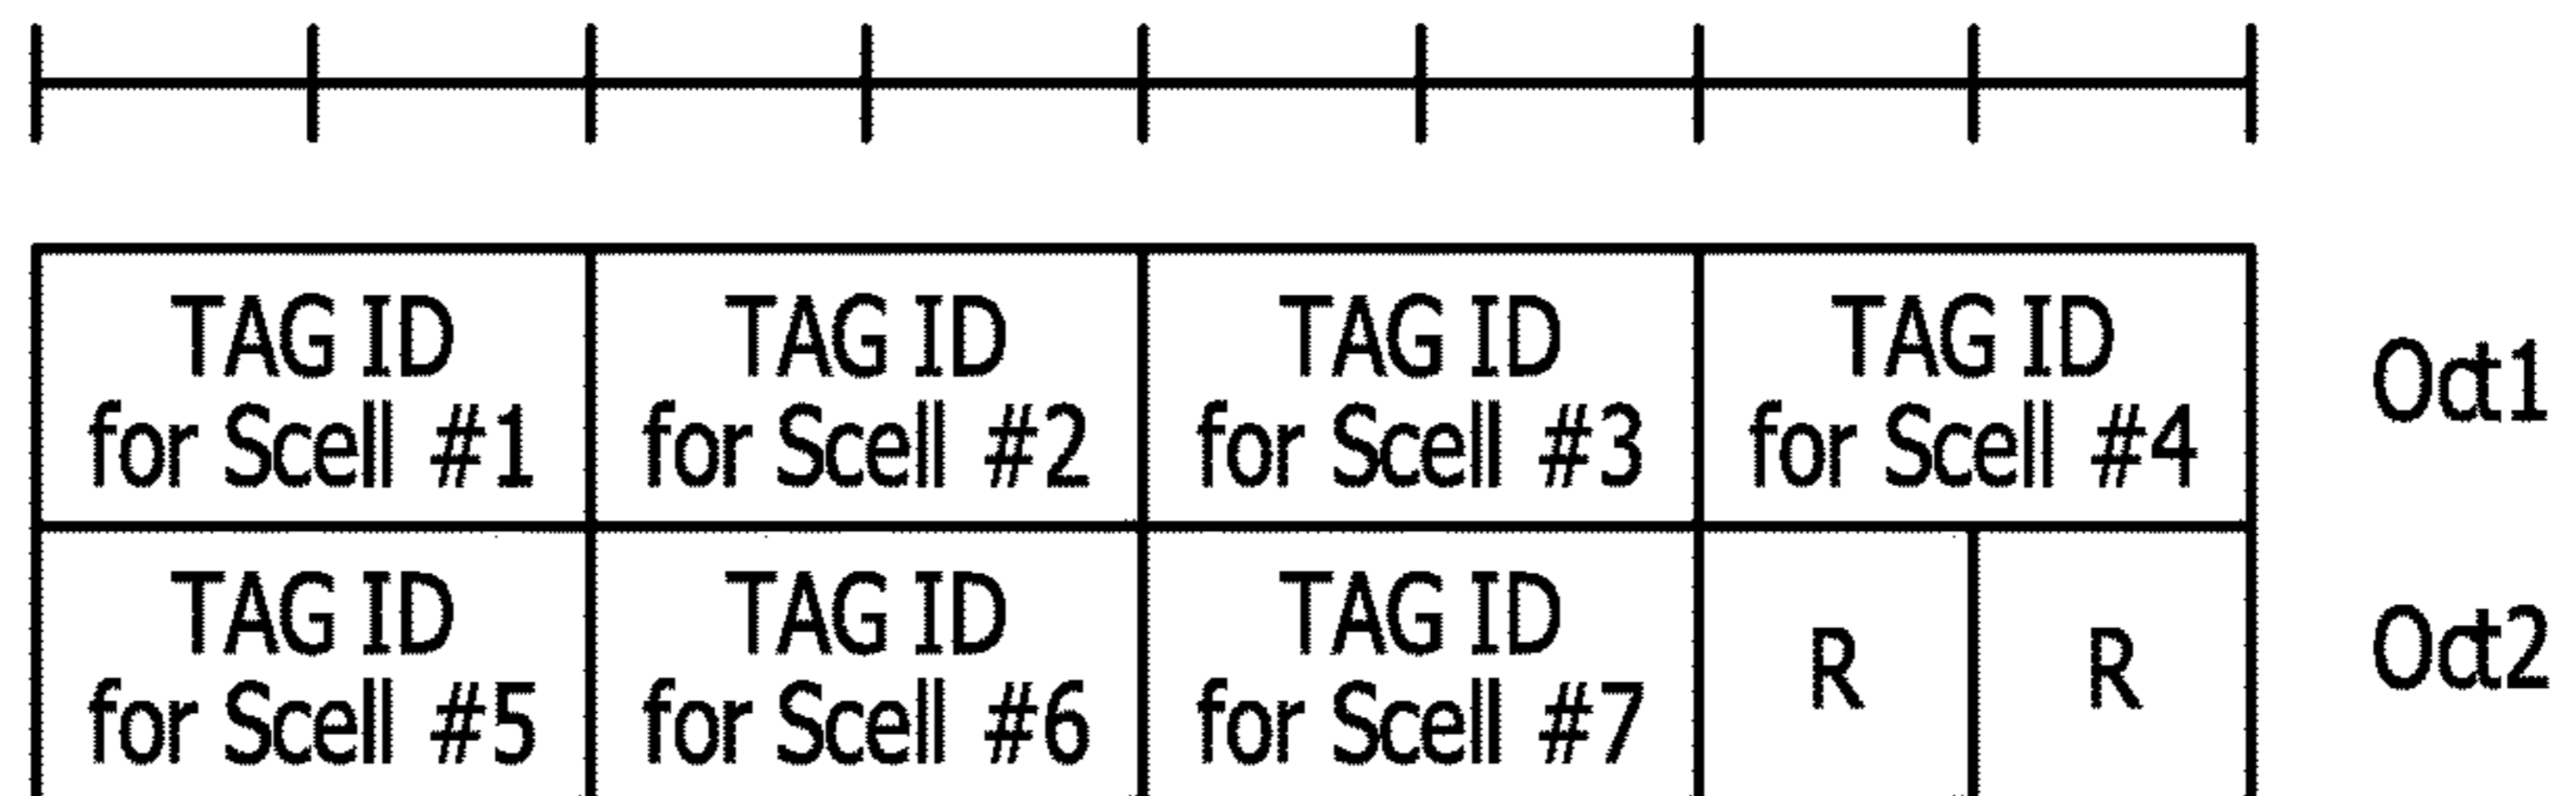 TAG ID TAG ID TAG ID TAG ID
for Scell #1 for Scell #2 for Scell #3 for Scell #4 Oct1
TAG ID TAG ID TAG ID
for Scell #5 for Scell #6 for Scell #7 R R Oct2